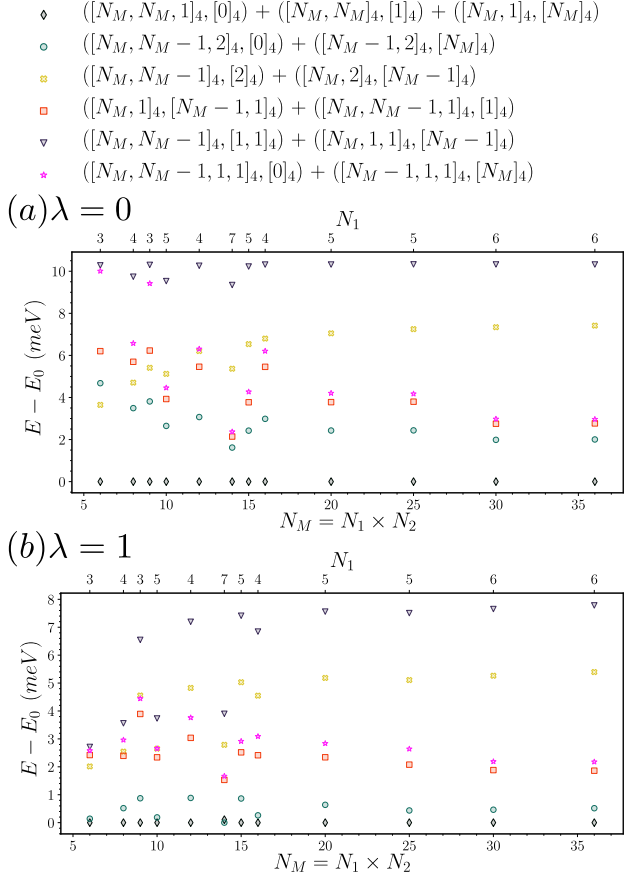 ([N_M, N_M, 1]_4, [0]_4) + ([N_M, N_M]_4, [1]_4) + ([N_M, 1]_4, [N_M]_4)
([N_M, N_M − 1, 2]_4, [0]_4) + ([N_M − 1, 2]_4, [N_M]_4)
([N_M, N_M − 1]_4, [2]_4) + ([N_M, 2]_4, [N_M − 1]_4)
([N_M, 1]_4, [N_M − 1, 1]_4) + ([N_M, N_M − 1, 1]_4, [1]_4)
([N_M, N_M − 1]_4, [1, 1]_4) + ([N_M, 1, 1]_4, [N_M − 1]_4)
([N_M, N_M − 1, 1, 1]_4, [0]_4) + ([N_M − 1, 1, 1]_4, [N_M]_4)
(a)λ = 0
N_1
3 4 3 5 4 7 5 4 5 5 6 6
E − E_0 (meV)
10
8
6
4
2
0
5 10 15 20 25 30 35
N_M = N_1 × N_2
(b)λ = 1
N_1
3 4 3 5 4 7 5 4 5 5 6 6
E − E_0 (meV)
8
7
6
5
4
3
2
1
0
5 10 15 20 25 30 35
N_M = N_1 × N_2